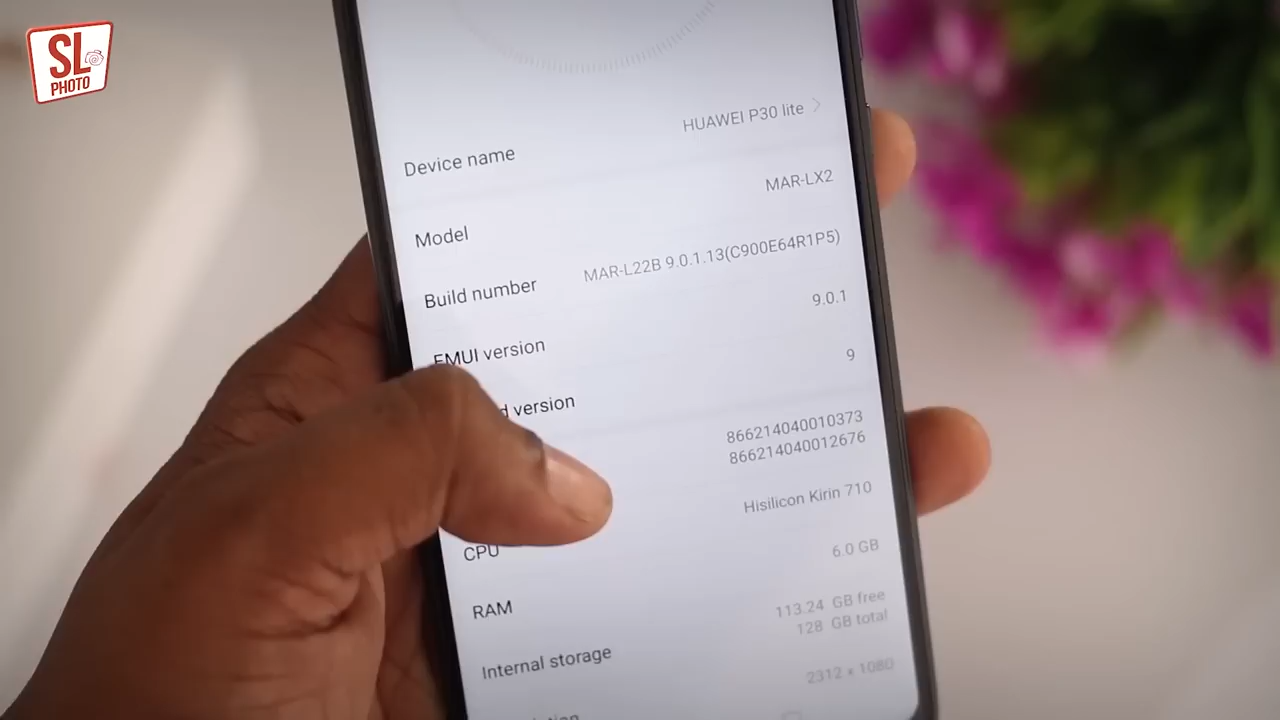 SL
PHOTO
HUAWEI P30 lite
Device name
MAR-LX2
Model
MAR-L22B 9.0.1.13(C900E64R1P5)
Build number
9.0.1
EMUI version
9
d version
866214040010373
866214040012676
Hisilicon Kirin 710
CPU
6.0 GB
RAM
113.24 GB free
128 GB total
Internal storage
2312 x 1080